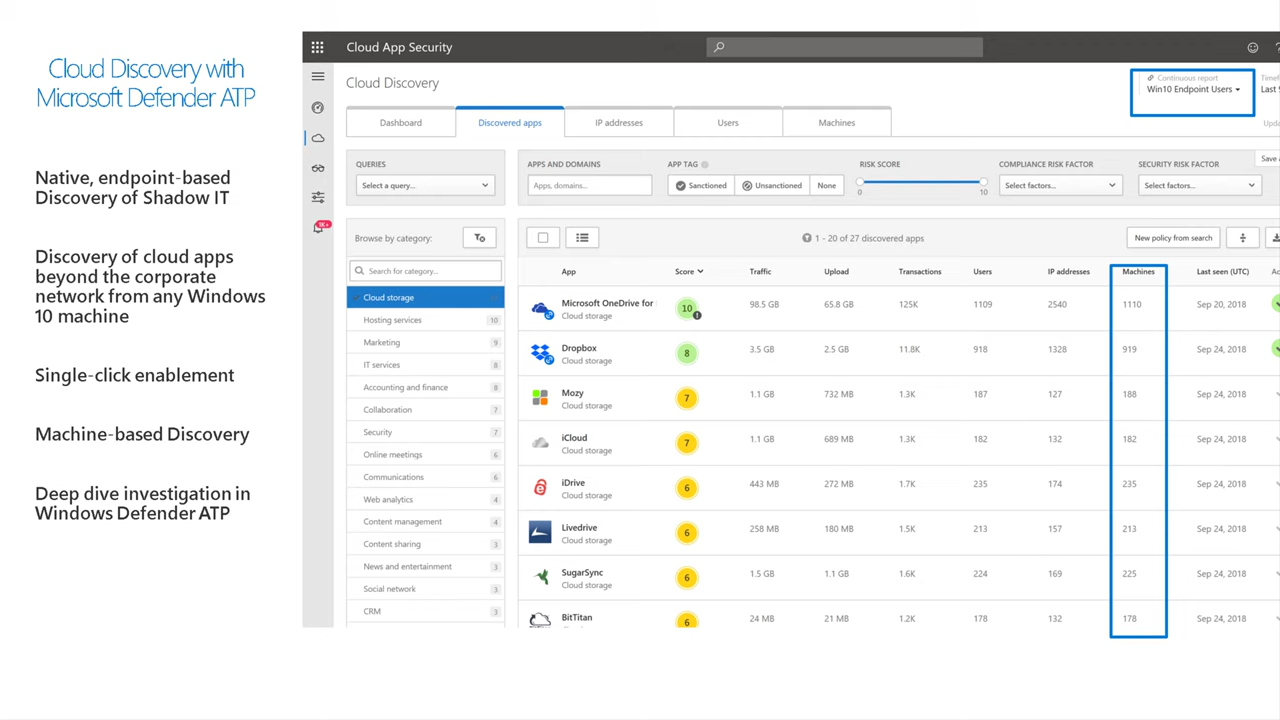 Cloud Discovery with
Microsoft Defender ATP
Native, endpoint-based
Discovery of Shadow IT
Discovery of cloud apps
beyond the corporate
network from any Windows
10 machine
Single-click enablement
Machine-based Discovery
Deep dive investigation in
Windows Defender ATP
Cloud App Security
Cloud Discovery
Continuous report
Win10 Endpoint Users
Last
Dashboard
Discovered apps
IP addresses
Users
Machines
QUERIES
Select a query...
APPS AND DOMAINS
Apps, domains...
APP TAG
Sanctioned
Unsanctioned
None
RISK SCORE
0
10
COMPLIANCE RISK FACTOR
Select factors...
SECURITY RISK FACTOR
Select factors...
Save
Browse by category:
Search for category...
Cloud storage
Hosting services 10
Marketing 9
IT services 8
Accounting and finance 8
Collaboration 7
Security 7
Online meetings 6
Communications 6
Web analytics 4
Content management 4
Content sharing 3
News and entertainment 3
Social network 3
CRM 3
1 - 20 of 27 discovered apps
New policy from search
App Score Traffic Upload Transactions Users IP addresses Machines Last seen (UTC)
Microsoft OneDrive for 10 98.5 GB 65.8 GB 125K 1109 2540 1110 Sep 20, 2018
Cloud storage
Dropbox 8 3.5 GB 2.5 GB 11.8K 918 1328 919 Sep 24, 2018
Cloud storage
Mozy 7 1.1 GB 732 MB 1.3K 187 127 188 Sep 24, 2018
Cloud storage
iCloud 7 1.1 GB 689 MB 1.3K 182 132 182 Sep 24, 2018
Cloud storage
iDrive 6 443 MB 272 MB 1.7K 235 174 235 Sep 24, 2018
Cloud storage
Livedrive 6 258 MB 180 MB 1.5K 213 157 213 Sep 24, 2018
Cloud storage
SugarSync 6 1.5 GB 1.1 GB 1.6K 224 169 225 Sep 24, 2018
Cloud storage
BitTitan 6 24 MB 21 MB 1.2K 178 132 178 Sep 24, 2018